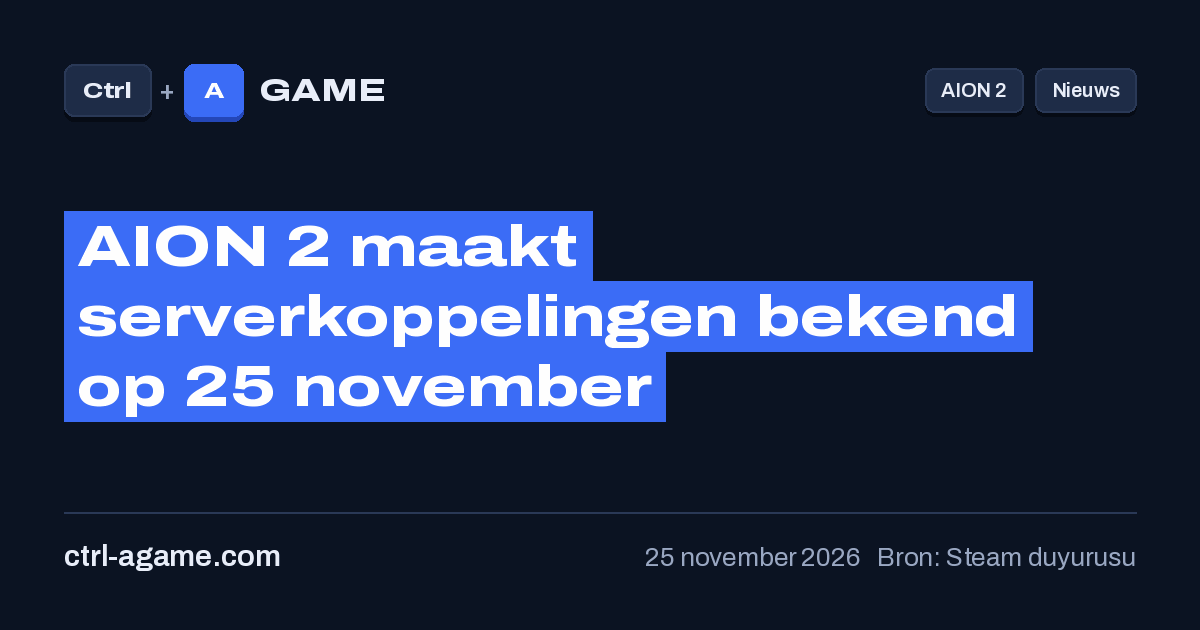 Ctrl + A GAME
AION 2 Nieuws
AION 2 maakt
serverkoppelingen bekend
op 25 november
ctrl-agame.com
25 november 2026 Bron: Steam duyurusu